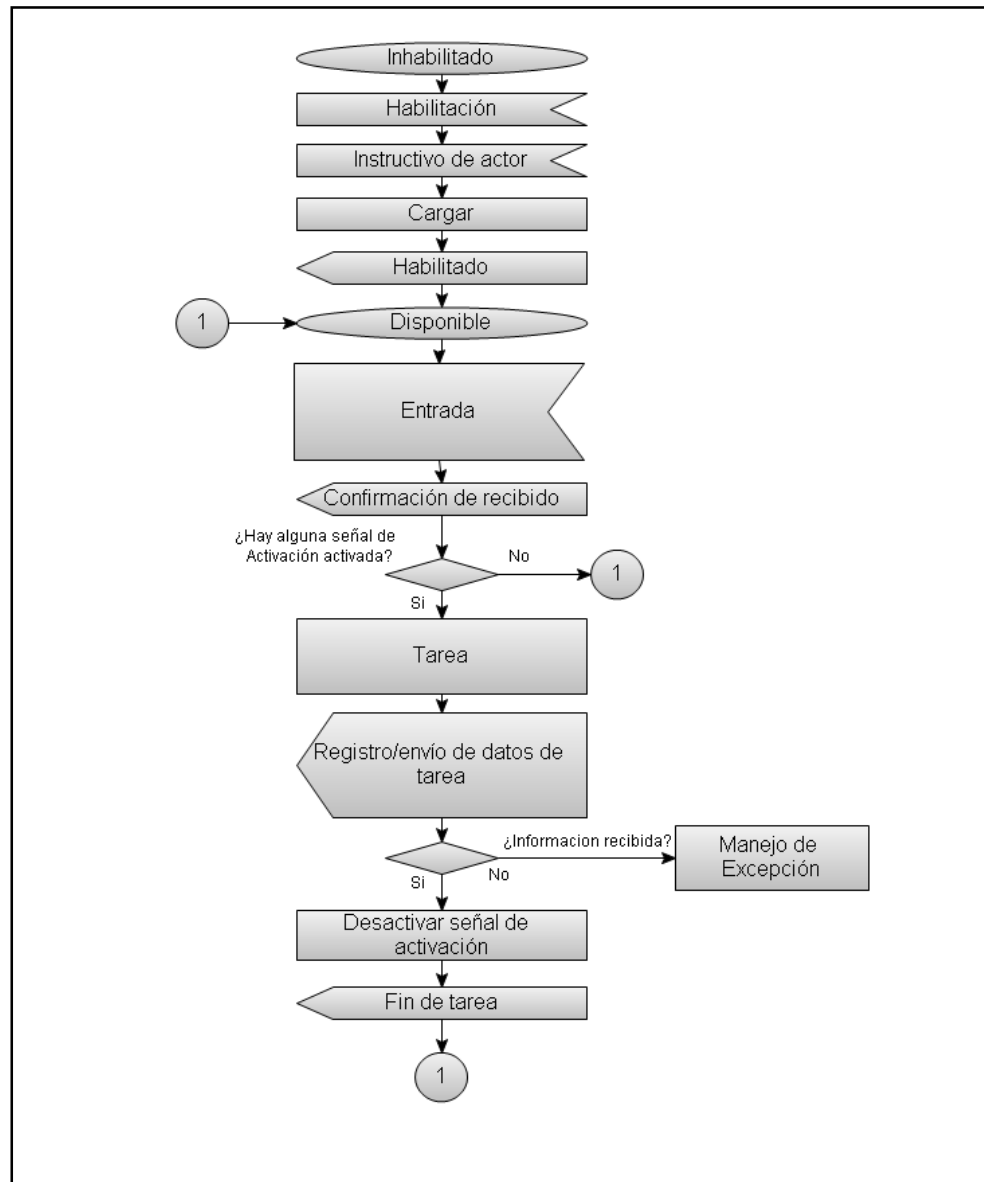 Inhabilitado
Habilitación
Instructivo de actor
Cargar
Habilitado
1
Disponible
Entrada
Confirmación de recibido
¿Hay alguna señal de
Activación activada?
No
1
Si
Tarea
Registro/envío de datos de
tarea
¿Informacion recibida?
Manejo de
Excepción
Si
No
Desactivar señal de
activación
Fin de tarea
1